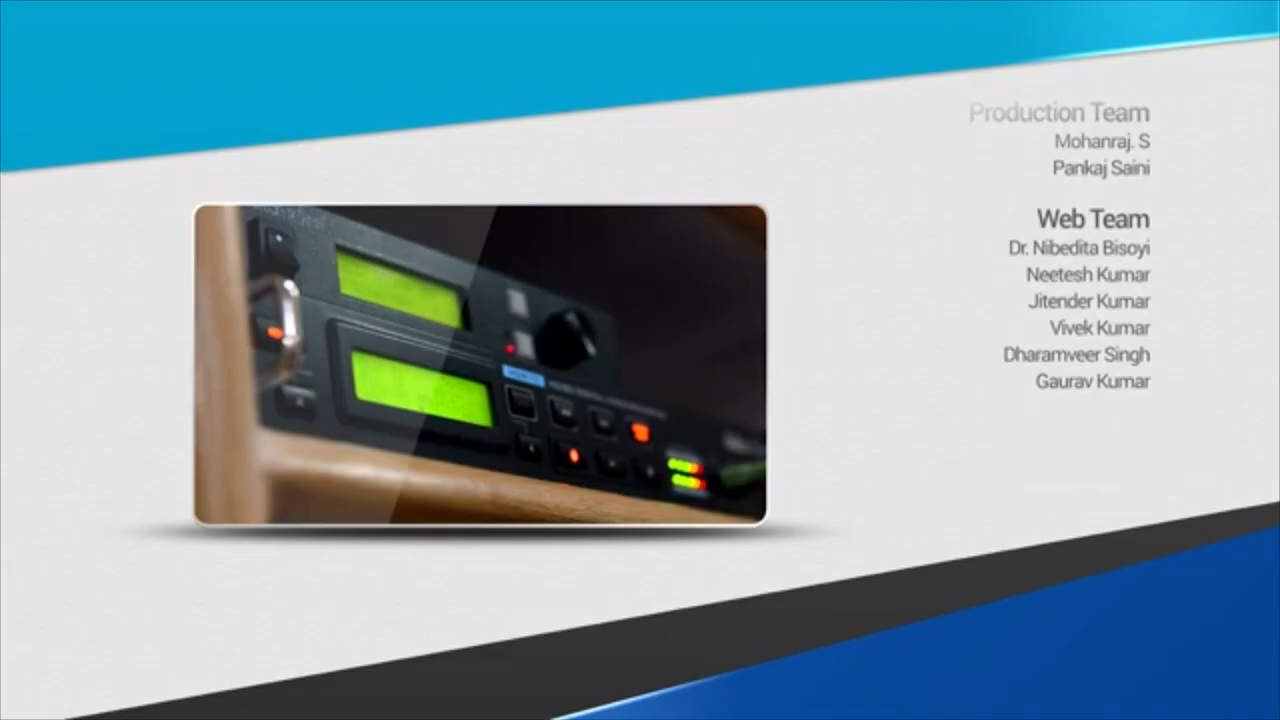 Production Team
Mohanraj. S
Pankaj Saini
Web Team
Dr. Nibedita Bisoyi
Neetesh Kumar
Jitender Kumar
Vivek Kumar
Dharamveer Singh
Gaurav Kumar